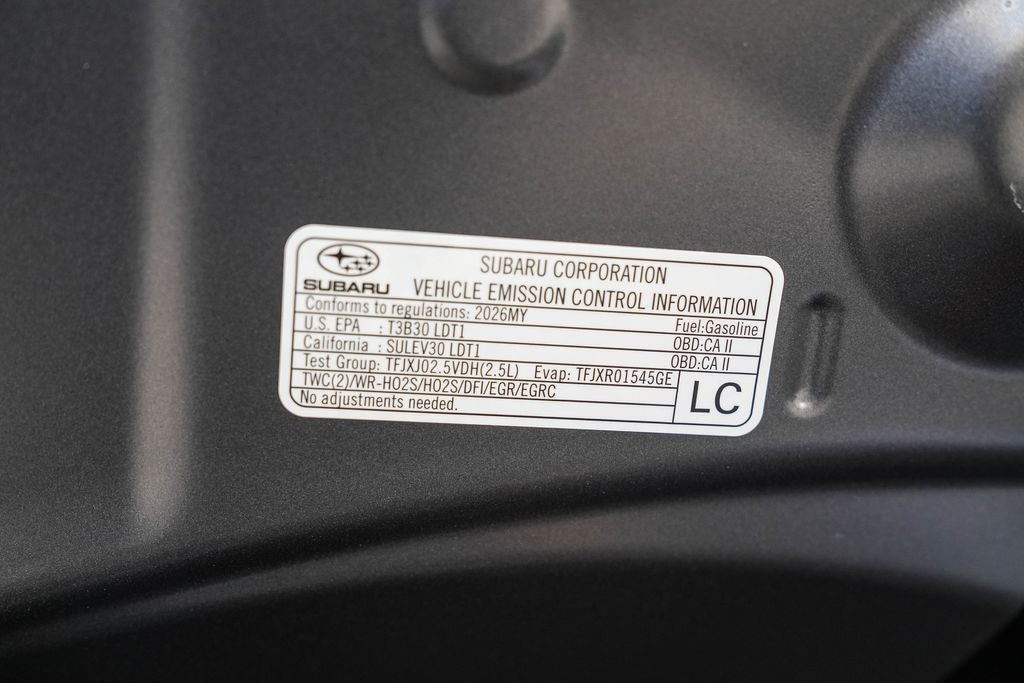 SUBARU
SUBARU CORPORATION
VEHICLE EMISSION CONTROL INFORMATION
Conforms to regulations: 2026MY Fuel:Gasoline
U.S. EPA : T3B30 LDT1 OBD:CA II
California : SULEV30 LDT1 OBD:CA II
Test Group: TFJXJ02.5VDH(2.5L) Evap: TFJXR01545GE
TWC(2)/WR-HO2S/HO2S/DFI/EGR/EGRC
No adjustments needed.
LC